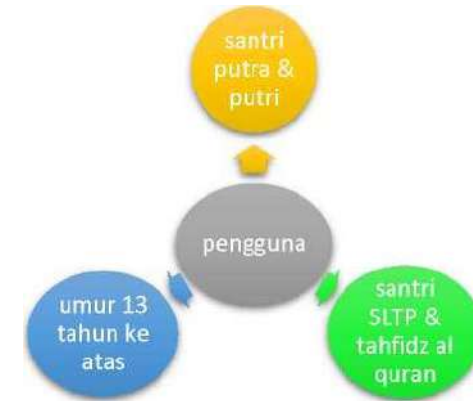 santri
putra &
putri
pengguna
umur 13
tahun ke
atas
santri
SLTP &
tahfidz al
quran